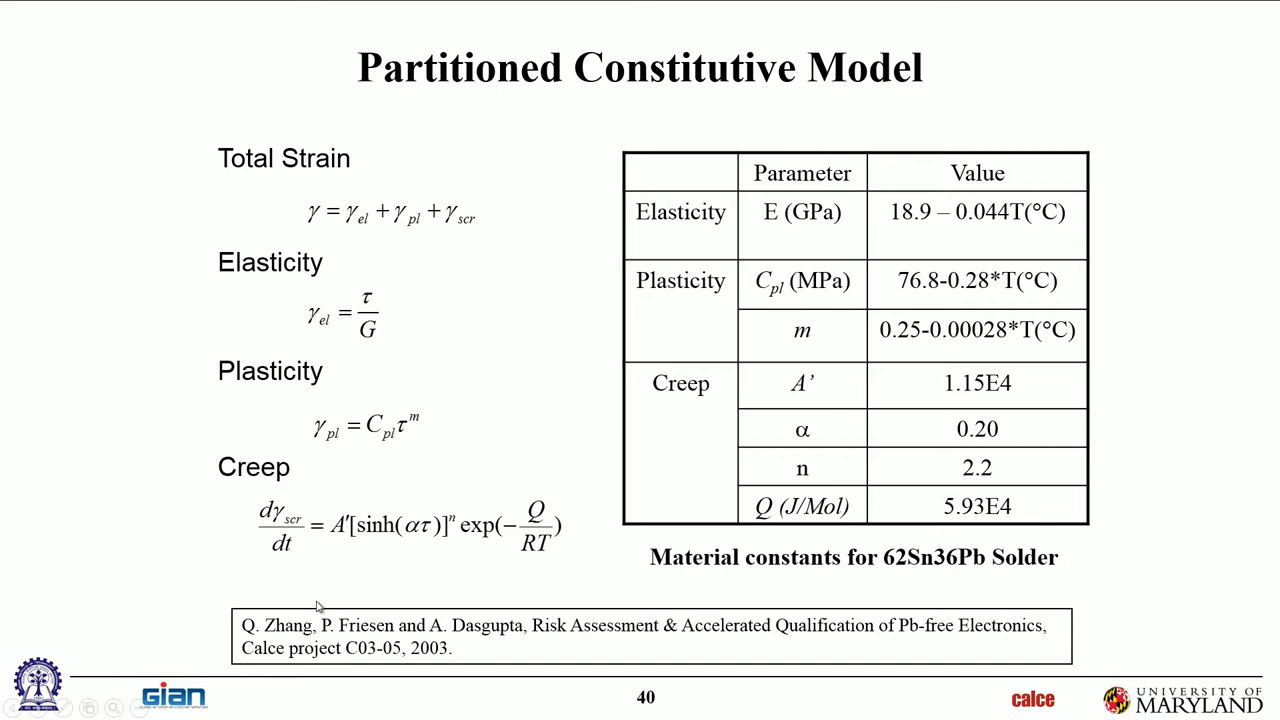 Partitioned Constitutive Model
Total Strain
γ = γ_el + γ_pl + γ_scr
Elasticity
γ_el = τ / G
Plasticity
γ_pl = C_pl τ^m
Creep
dγ_scr / dt = A′[sinh(ατ)]^n exp(− Q / RT)
Parameter Value
Elasticity E (GPa) 18.9 – 0.044T(°C)
Plasticity C_pl (MPa) 76.8-0.28*T(°C)
m 0.25-0.00028*T(°C)
Creep A’ 1.15E4
α 0.20
n 2.2
Q (J/Mol) 5.93E4
Material constants for 62Sn36Pb Solder
Q. Zhang, P. Friesen and A. Dasgupta, Risk Assessment & Accelerated Qualification of Pb-free Electronics,
Calce project C03-05, 2003.
GIAN
40
calce
UNIVERSITY OF
MARYLAND